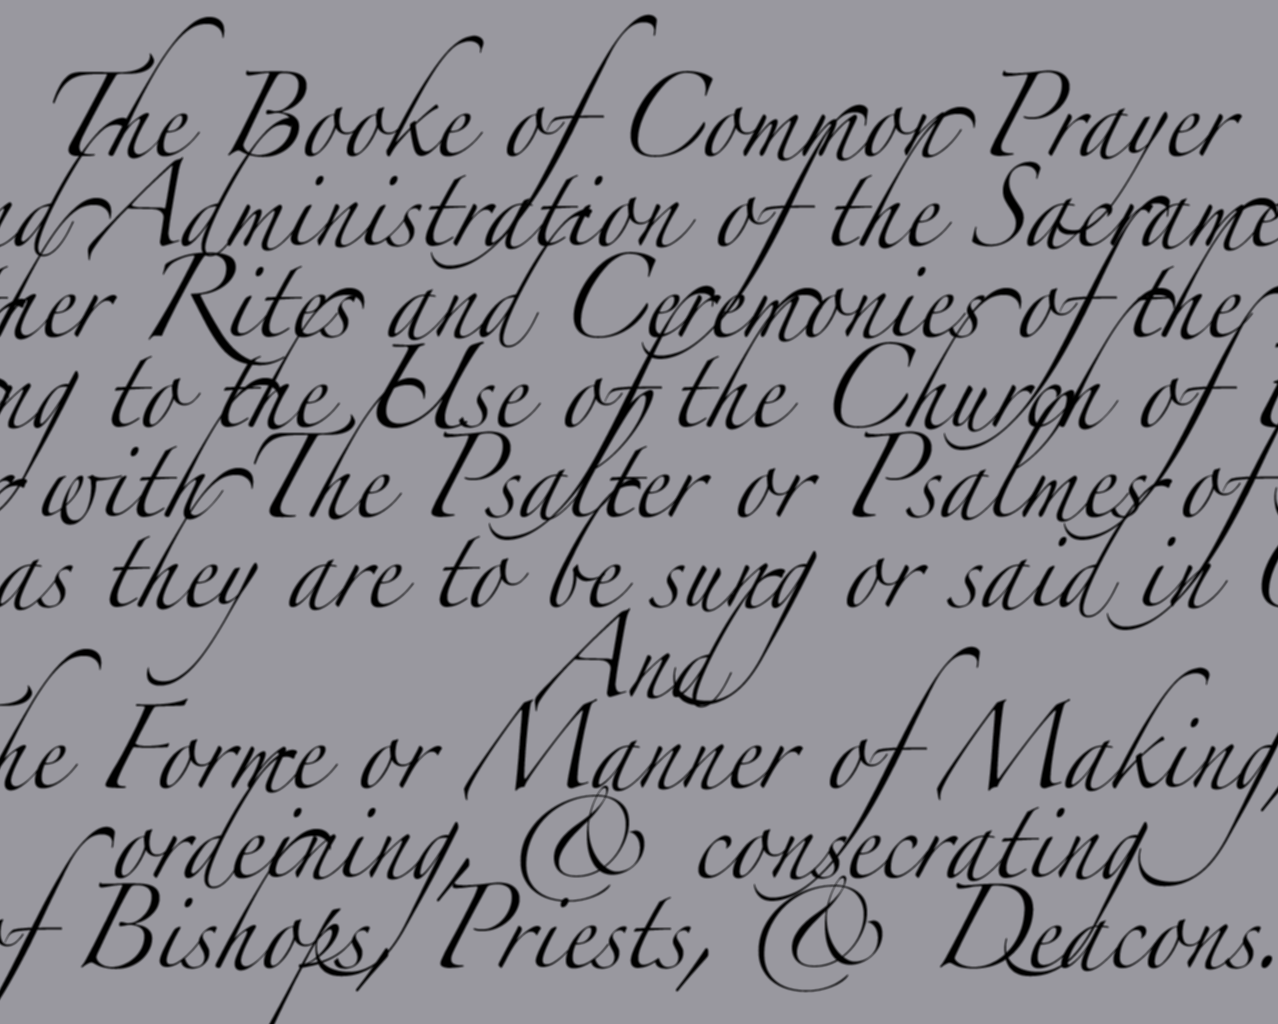 The Booke of Common Prayer
nd Administration of the Sacrame
ther Rites and Ceremonies of the
ng to the Use of the Church of
with The Psalter or Psalmes of
as they are to be sung or said in
And
The Forme or Manner of Making,
ordeining, & consecrating
of Bishops, Priests, & Deacons.